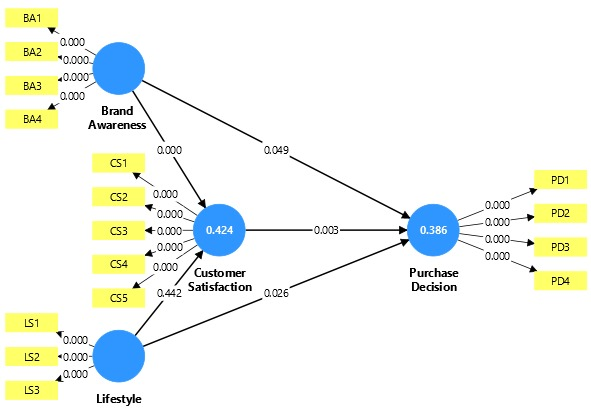 BA1
0.000
BA2
0.000
BA3
0.000
BA4
0.000
Brand
Awareness
0.000
0.049
CS1
0.000
CS2
0.000
CS3
0.000
CS4
0.000
CS5
0.000
0.424
Customer
Satisfaction
0.003
0.442
0.026
0.386
Purchase
Decision
PD1
0.000
PD2
0.000
PD3
0.000
PD4
0.000
LS1
0.000
LS2
0.000
LS3
0.000
Lifestyle